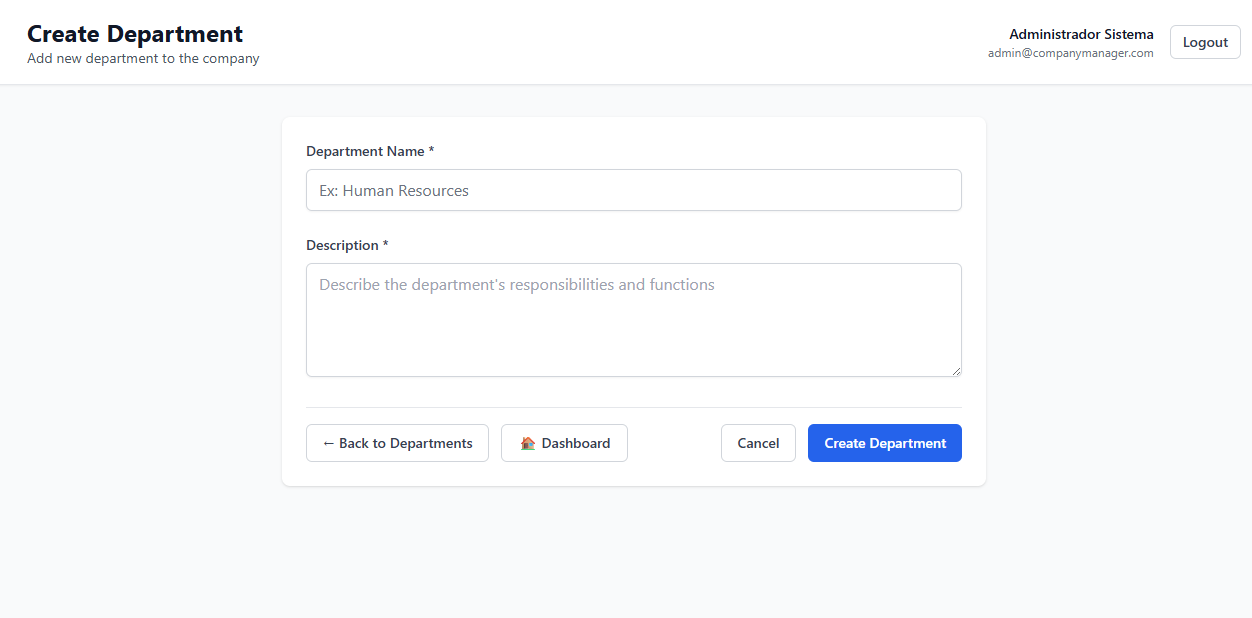 Create Department
Add new department to the company
Administrador Sistema
admin@companymanager.com
Logout
Department Name *
Ex: Human Resources
Description *
Describe the department's responsibilities and functions
← Back to Departments
🏠 Dashboard
Cancel
Create Department